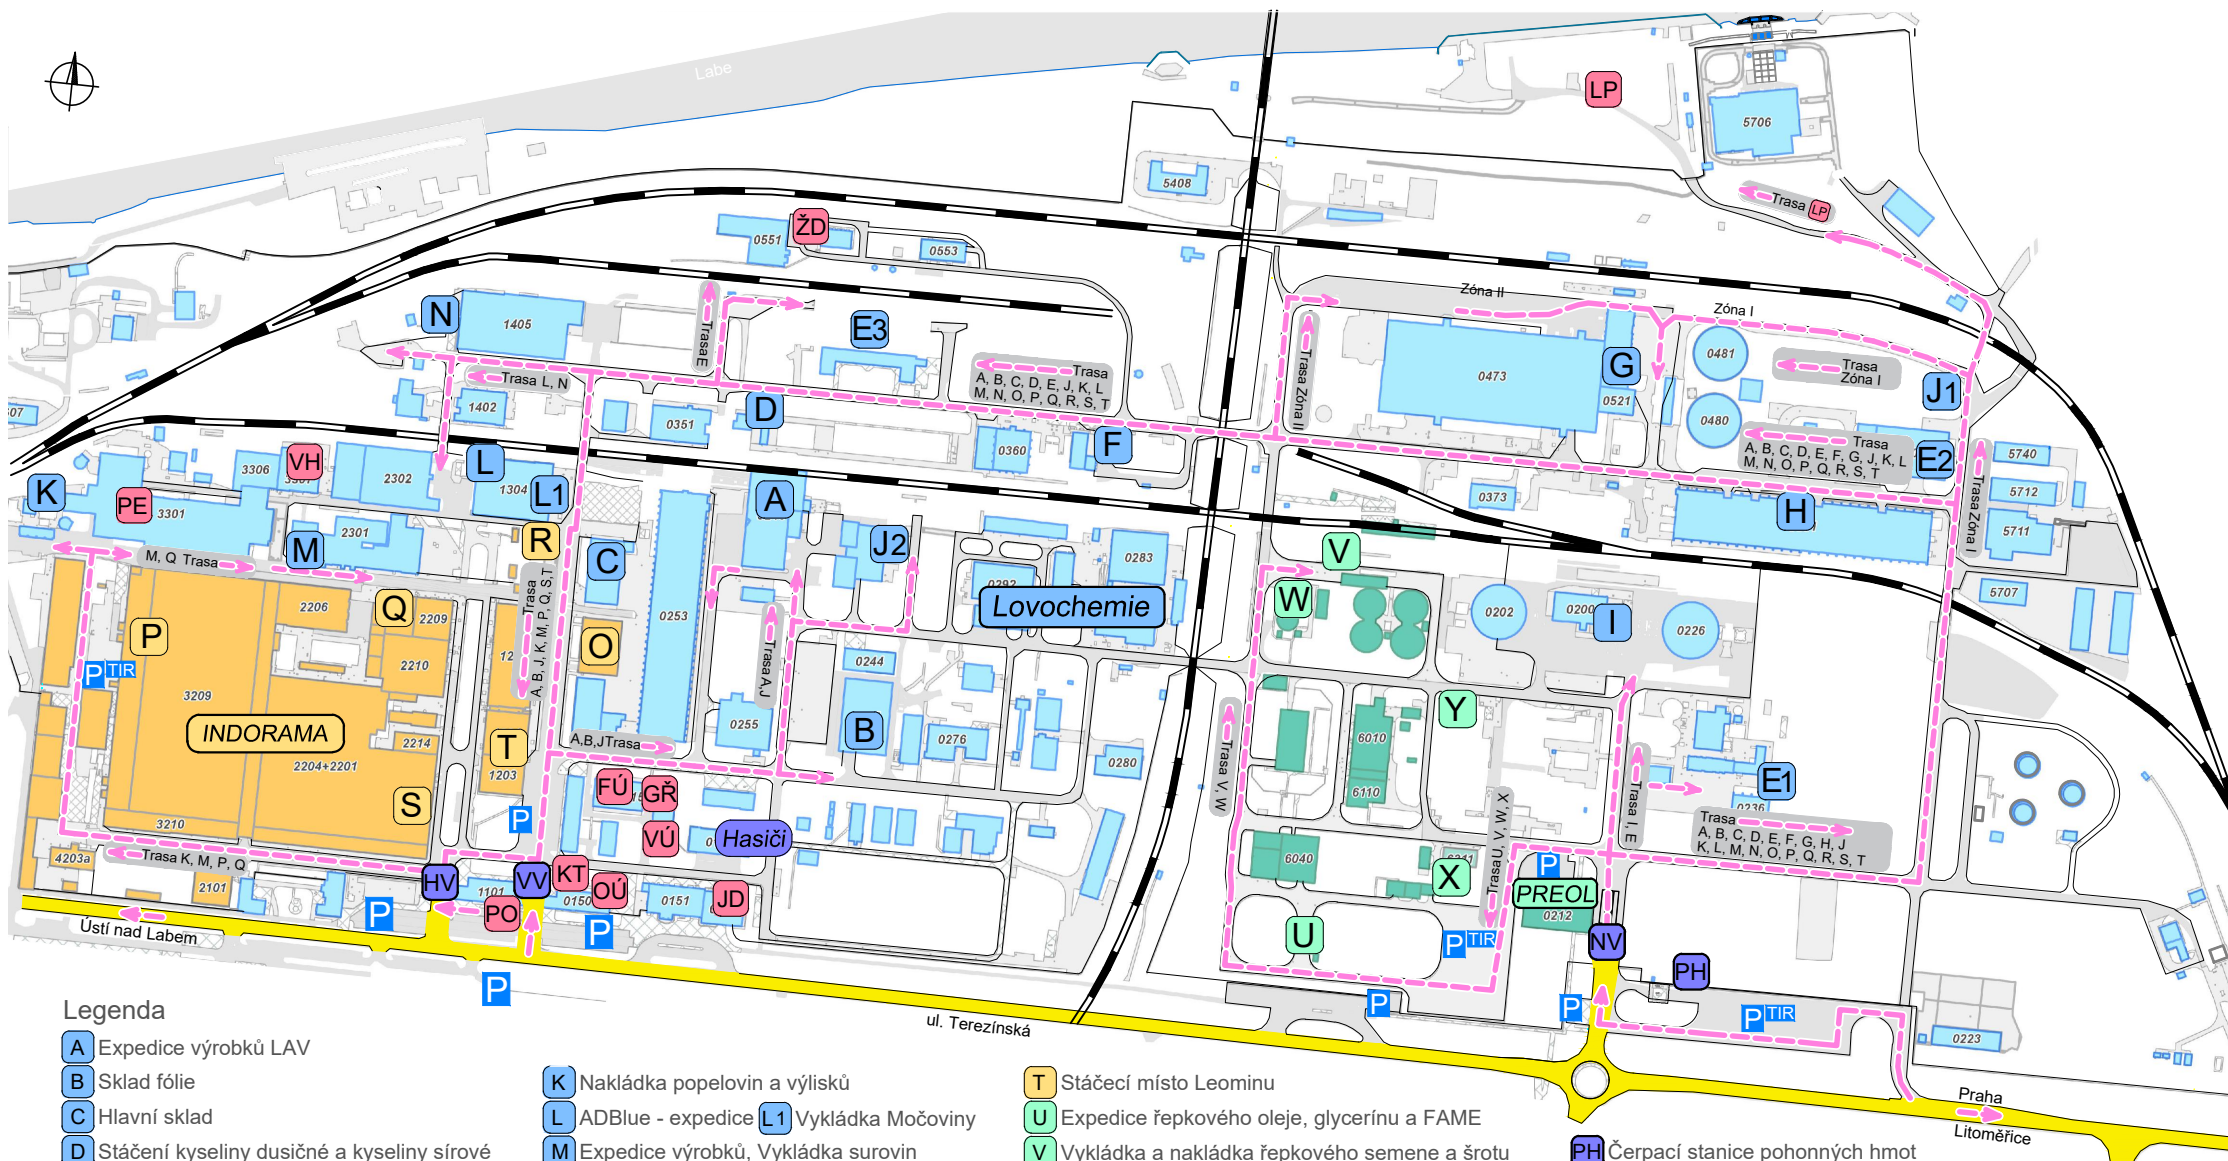 Labe
LP
5706
5408
Trasa LP
0551
ŽD
0553
Zóna II
Zóna I
N
1405
Trasa E
E3
Trasa
A, B, C, D, E, J, K, L
M, N, O, P, Q, R, S, T
Trasa Zóna II
0473
G
0521
0481
Trasa
Zóna I
J1
Trasa L, N
1402
0351
D
0360
F
0480
Trasa
A, B, C, D, E, F, G, J, K, L
M, N, O, P, Q, R, S, T
E2
5740
5712
5711
Trasa Zóna I
K
PE
3301
3306
VH
2302
L
1304
L1
A
0373
H
M
2301
R
C
J2
0283
V
M, Q Trasa
Trasa
A, B, J, K, M, P, Q, S, T
0253
0292
Lovochemie
W
0202
0200
I
0226
5707
P
2206
Q
2209
2210
O
Trasa A,J
0244
P TIR
3209
INDORAMA
2204+2201
2214
T
1203
A,B,JTrasa
0255
B
0276
0280
Trasa V, W
6010
6110
Y
Trasa I, E
E1
0236
S
3210
P
FÚ
GŘ
VÚ
Hasiči
TrasaU, V, W, X
Trasa
A, B, C, D, E, F, G, H, J
K, L, M, N, O, P, Q, R, S, T
4203a
Trasa K, M, P, Q
2101
HV
1101
VV
KT
OÚ
0150
0151
JD
PO
6040
X
P
PREOL
0212
U
P TIR
NV
PH
Ústí nad Labem
P
P
P
P
P
P TIR
ul. Terezínská
0223
Praha
Litoměřice
Legenda
A Expedice výrobků LAV
B Sklad fólie
C Hlavní sklad
D Stáčení kyseliny dusičné a kyseliny sírové
K Nakládka popelovin a výlisků
L ADBlue - expedice L1 Vykládka Močoviny
M Expedice výrobků, Vykládka surovin
T Stáčecí místo Leominu
U Expedice řepkového oleje, glycerínu a FAME
V Vykládka a nakládka řepkového semene a šrotu
PH Čerpací stanice pohonných hmot